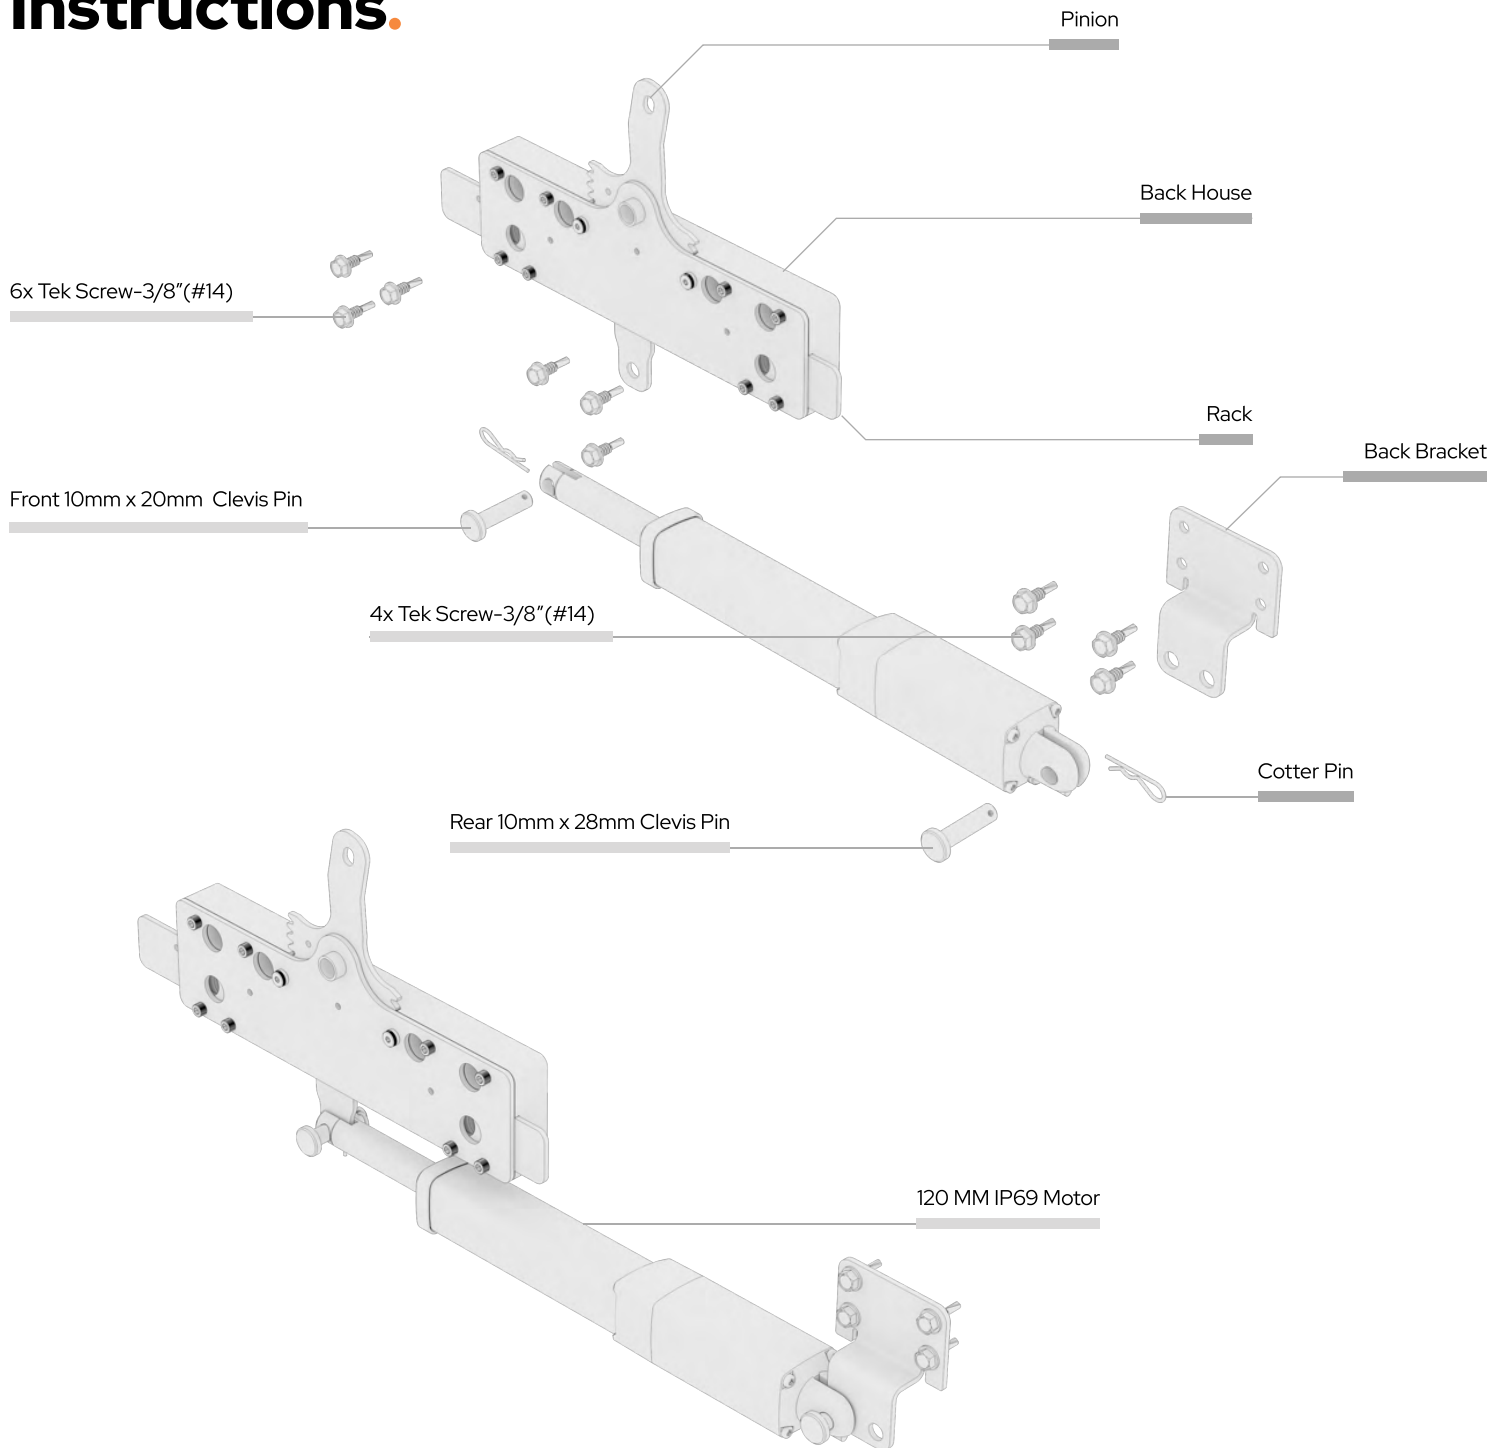 Instructions.
Pinion
Back House
6x Tek Screw-3/8"(#14)
Rack
Back Bracket
Front 10mm x 20mm  Clevis Pin
4x Tek Screw-3/8"(#14)
Cotter Pin
Rear 10mm x 28mm Clevis Pin
120 MM IP69 Motor